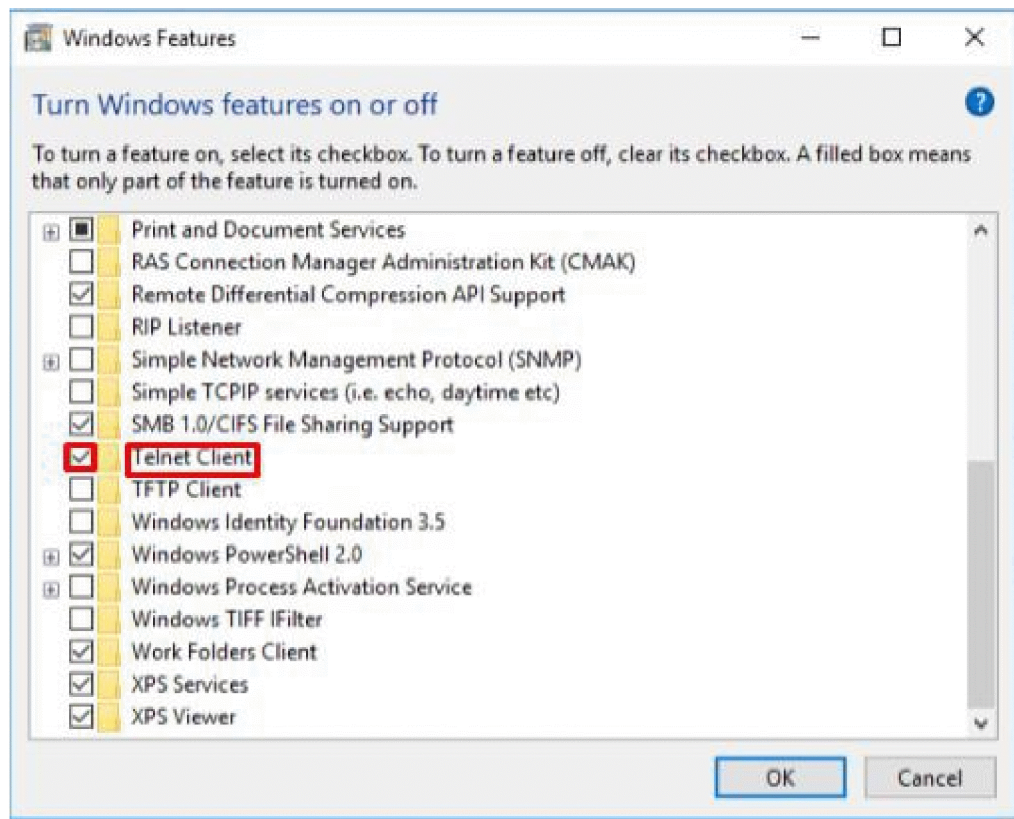 Windows Features
Turn Windows features on or off
To turn a feature on, select its checkbox. To turn a feature off, clear its checkbox. A filled box means
that only part of the feature is turned on.
Print and Document Services
RAS Connection Manager Administration Kit (CMAK)
Remote Differential Compression API Support
RIP Listener
Simple Network Management Protocol (SNMP)
Simple TCPIP services (i.e. echo, daytime etc)
SMB 1.0/CIFS File Sharing Support
Telnet Client
TFTP Client
Windows Identity Foundation 3.5
Windows PowerShell 2.0
Windows Process Activation Service
Windows TIFF IFilter
Work Folders Client
XPS Services
XPS Viewer
OK Cancel